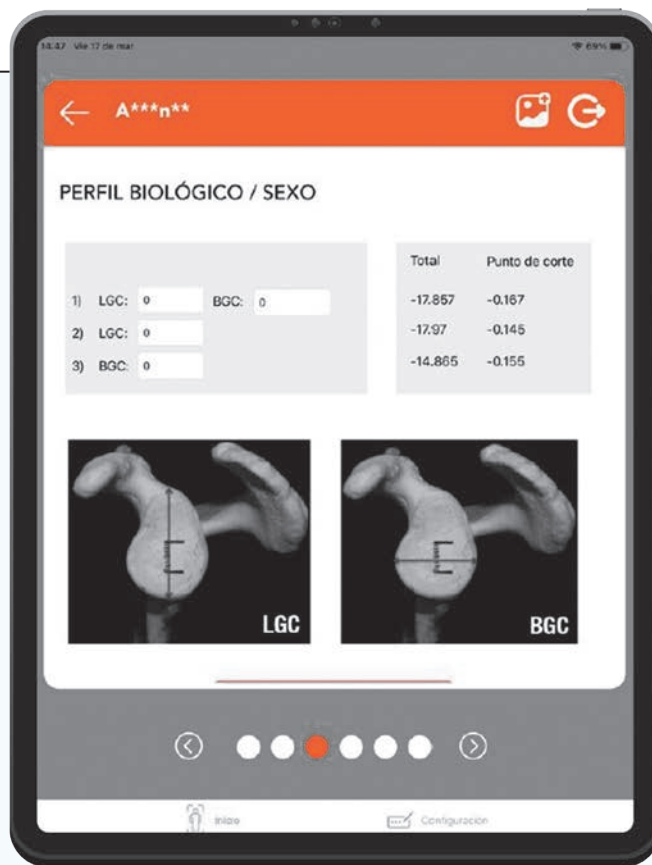 14:47 Vie 17 de mar 69%
A***n**
PERFIL BIOLÓGICO / SEXO
Total Punto de corte
1) LGC: 0 BGC: 0 -17.857 -0.167
2) LGC: 0 -17.97 -0.145
3) BGC: 0 -14.865 -0.155
LGC BGC
Inicio Configuración